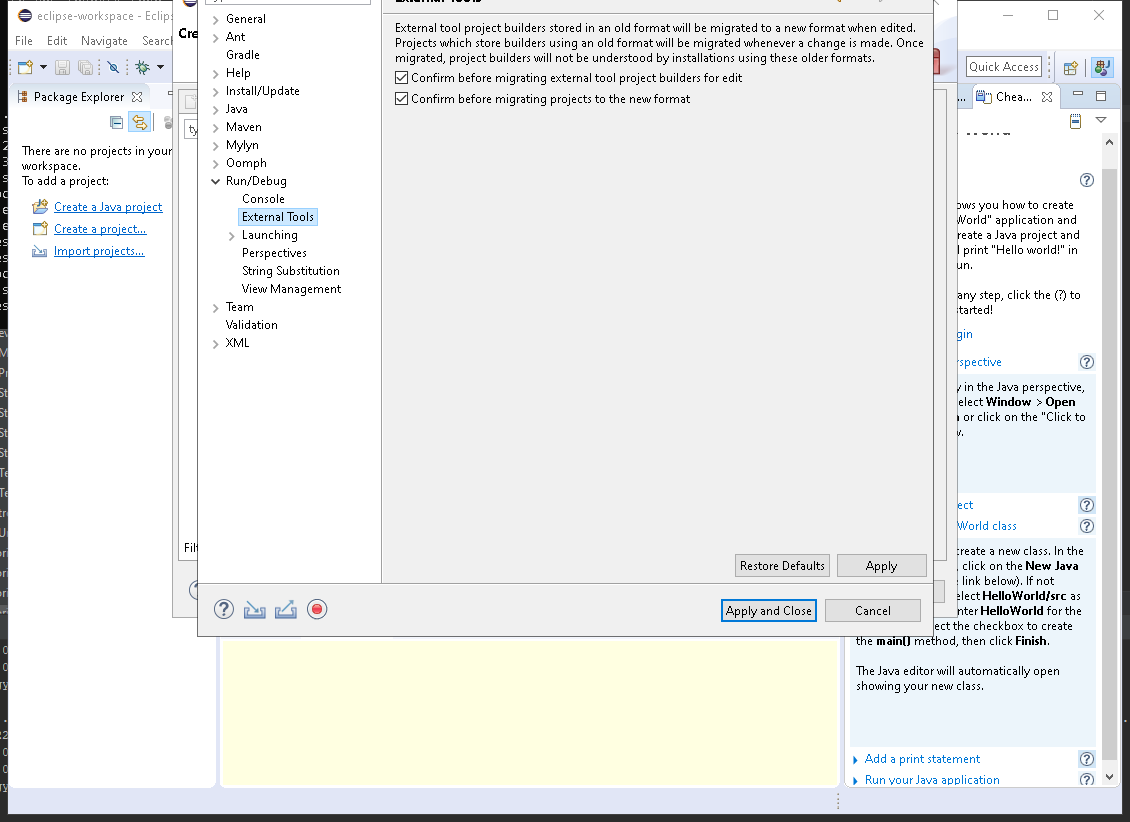 eclipse-workspace - Eclips
File Edit Navigate Search
Quick Access
Package Explorer
There are no projects in your
workspace.
To add a project:
Create a Java project
Create a project...
Import projects...
Cre
ty
Filt
General
Ant
Gradle
Help
Install/Update
Java
Maven
Mylyn
Oomph
Run/Debug
Console
External Tools
Launching
Perspectives
String Substitution
View Management
Team
Validation
XML
External Tools
External tool project builders stored in an old format will be migrated to a new format when edited.
Projects which store builders using an old format will be migrated whenever a change is made. Once
migrated, project builders will not be understood by installations using these older formats.
Confirm before migrating external tool project builders for edit
Confirm before migrating projects to the new format
Restore Defaults Apply
Apply and Close Cancel
... Chea...
ows you how to create
World" application and
reate a Java project and
l print "Hello world!" in
un.
any step, click the (?) to
started!
gin
rspective
y in the Java perspective,
elect Window > Open
n or click on the "Click to
w.
ect
World class
create a new class. In the
, click on the New Java
link below). If not
elect HelloWorld/src as
nter HelloWorld for the
ect the checkbox to create
the main() method, then click Finish.
The Java editor will automatically open
showing your new class.
Add a print statement
Run your Java application